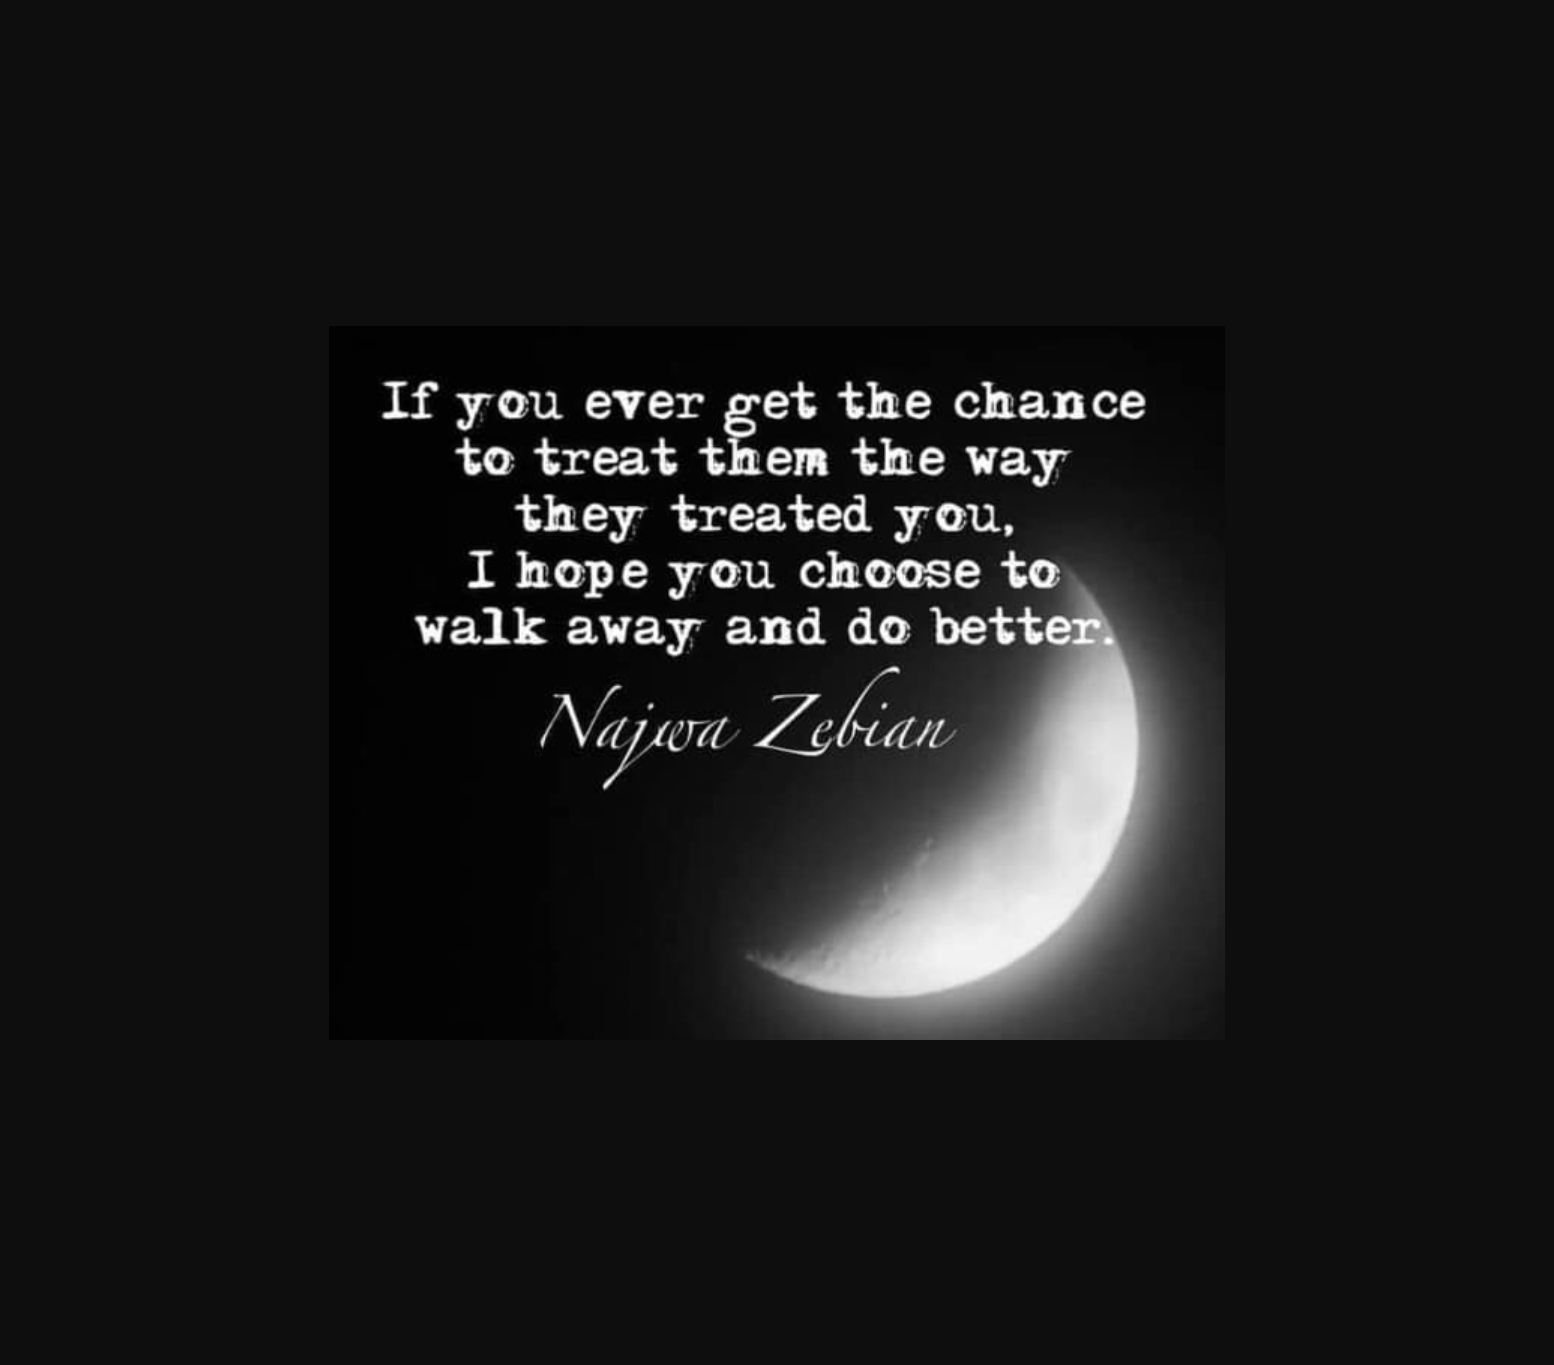 If you ever get the chance
to treat them the way
they treated you,
I hope you choose to
walk away and do better.
Najwa Zebian